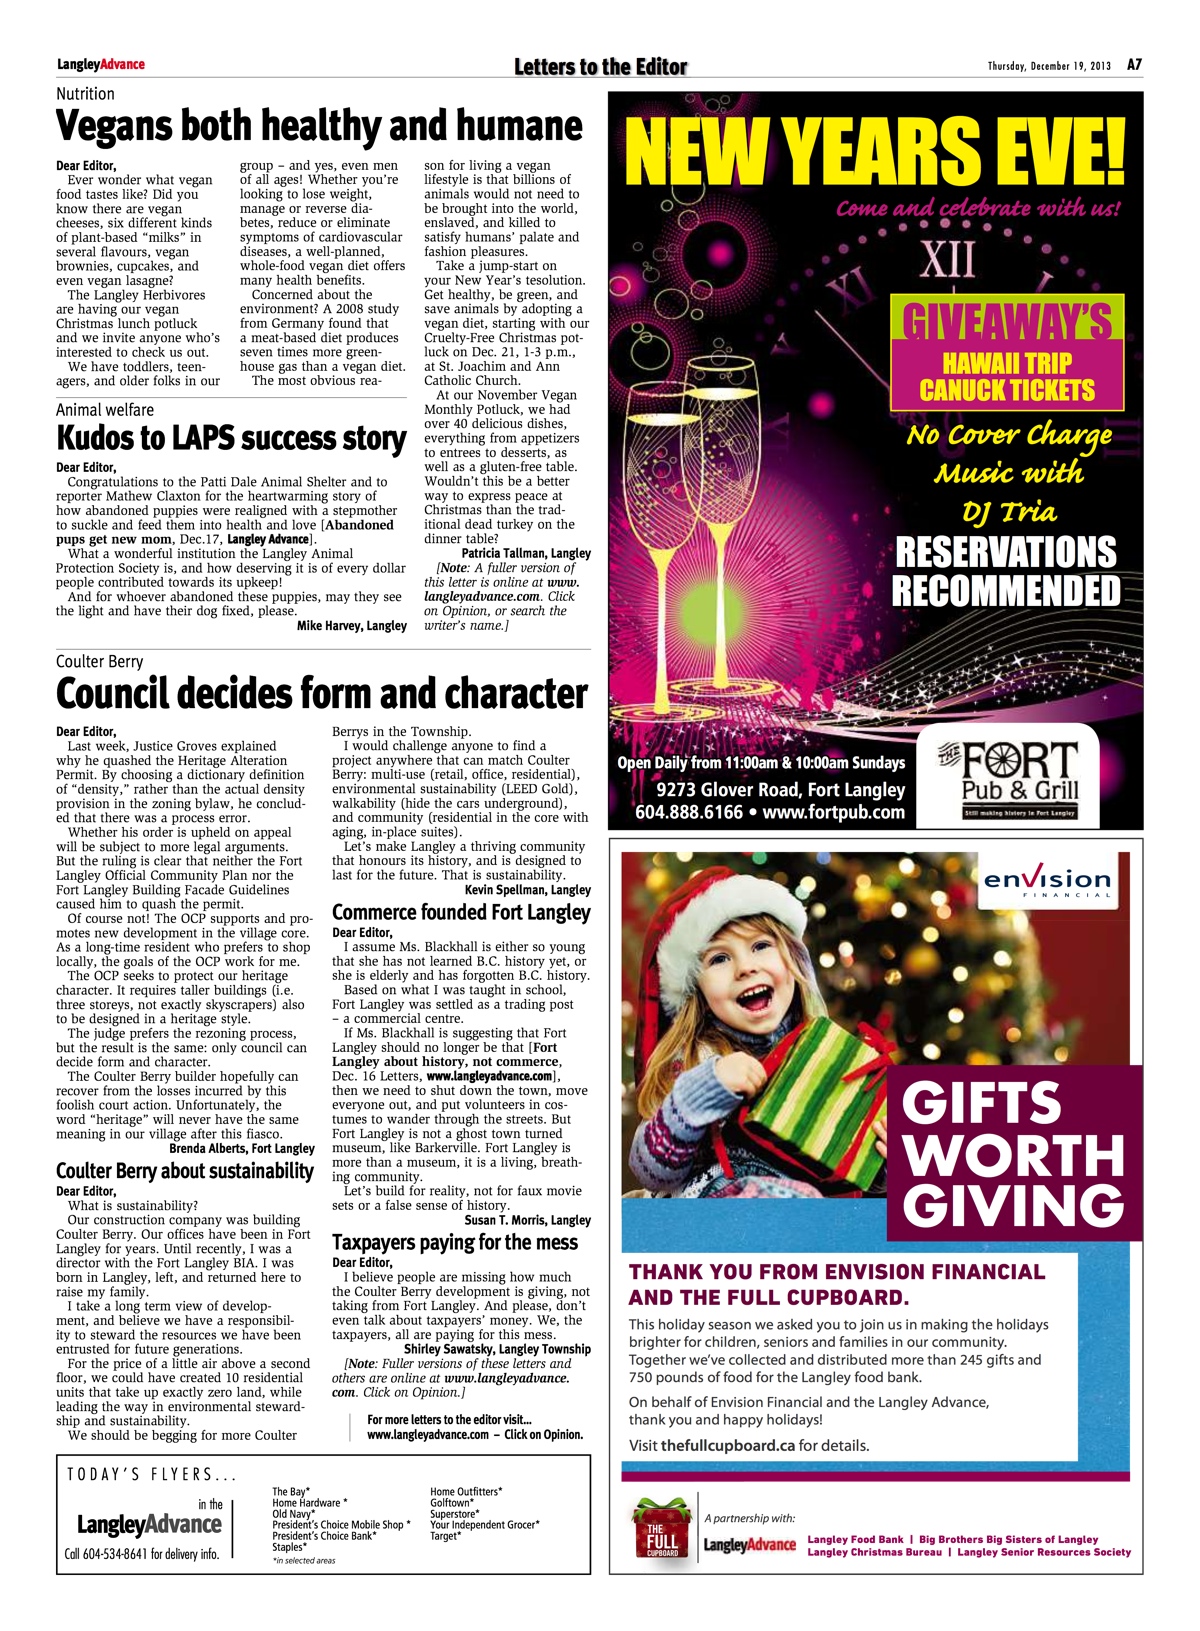 LangleyAdvance
Letters to the Editor
Thursday, December 19, 2013 A7
Nutrition
Vegans both healthy and humane
Dear Editor,
Ever wonder what vegan
food tastes like? Did you
know there are vegan
cheeses, six different kinds
of plant-based “milks” in
several flavours, vegan
brownies, cupcakes, and
even vegan lasagne?
The Langley Herbivores
are having our vegan
Christmas lunch potluck
and we invite anyone who’s
interested to check us out.
We have toddlers, teen-
agers, and older folks in our
group – and yes, even men
of all ages! Whether you’re
looking to lose weight,
manage or reverse dia-
betes, reduce or eliminate
symptoms of cardiovascular
diseases, a well-planned,
whole-food vegan diet offers
many health benefits.
Concerned about the
environment? A 2008 study
from Germany found that
a meat-based diet produces
seven times more green-
house gas than a vegan diet.
The most obvious rea-
son for living a vegan
lifestyle is that billions of
animals would not need to
be brought into the world,
enslaved, and killed to
satisfy humans’ palate and
fashion pleasures.
Take a jump-start on
your New Year’s tesolution.
Get healthy, be green, and
save animals by adopting a
vegan diet, starting with our
Cruelty-Free Christmas pot-
luck on Dec. 21, 1-3 p.m.,
at St. Joachim and Ann
Catholic Church.
At our November Vegan
Monthly Potluck, we had
over 40 delicious dishes,
everything from appetizers
to entrees to desserts, as
well as a gluten-free table.
Wouldn’t this be a better
way to express peace at
Christmas than the trad-
itional dead turkey on the
dinner table?
Patricia Tallman, Langley
[Note: A fuller version of
this letter is online at www.
langleyadvance.com. Click
on Opinion, or search the
writer’s name.]
Animal welfare
Kudos to LAPS success story
Dear Editor,
Congratulations to the Patti Dale Animal Shelter and to
reporter Mathew Claxton for the heartwarming story of
how abandoned puppies were realigned with a stepmother
to suckle and feed them into health and love [Abandoned
pups get new mom, Dec.17, Langley Advance].
What a wonderful institution the Langley Animal
Protection Society is, and how deserving it is of every dollar
people contributed towards its upkeep!
And for whoever abandoned these puppies, may they see
the light and have their dog fixed, please.
Mike Harvey, Langley
Coulter Berry
Council decides form and character
Dear Editor,
Last week, Justice Groves explained
why he quashed the Heritage Alteration
Permit. By choosing a dictionary definition
of “density,” rather than the actual density
provision in the zoning bylaw, he conclud-
ed that there was a process error.
Whether his order is upheld on appeal
will be subject to more legal arguments.
But the ruling is clear that neither the Fort
Langley Official Community Plan nor the
Fort Langley Building Facade Guidelines
caused him to quash the permit.
Of course not! The OCP supports and pro-
motes new development in the village core.
As a long-time resident who prefers to shop
locally, the goals of the OCP work for me.
The OCP seeks to protect our heritage
character. It requires taller buildings (i.e.
three storeys, not exactly skyscrapers) also
to be designed in a heritage style.
The judge prefers the rezoning process,
but the result is the same: only council can
decide form and character.
The Coulter Berry builder hopefully can
recover from the losses incurred by this
foolish court action. Unfortunately, the
word “heritage” will never have the same
meaning in our village after this fiasco.
Brenda Alberts, Fort Langley
Coulter Berry about sustainability
Dear Editor,
What is sustainability?
Our construction company was building
Coulter Berry. Our offices have been in Fort
Langley for years. Until recently, I was a
director with the Fort Langley BIA. I was
born in Langley, left, and returned here to
raise my family.
I take a long term view of develop-
ment, and believe we have a responsibil-
ity to steward the resources we have been
entrusted for future generations.
For the price of a little air above a second
floor, we could have created 10 residential
units that take up exactly zero land, while
leading the way in environmental steward-
ship and sustainability.
We should be begging for more Coulter
Berrys in the Township.
I would challenge anyone to find a
project anywhere that can match Coulter
Berry: multi-use (retail, office, residential),
environmental sustainability (LEED Gold),
walkability (hide the cars underground),
and community (residential in the core with
aging, in-place suites).
Let’s make Langley a thriving community
that honours its history, and is designed to
last for the future. That is sustainability.
Kevin Spellman, Langley
Commerce founded Fort Langley
Dear Editor,
I assume Ms. Blackhall is either so young
that she has not learned B.C. history yet, or
she is elderly and has forgotten B.C. history.
Based on what I was taught in school,
Fort Langley was settled as a trading post
– a commercial centre.
If Ms. Blackhall is suggesting that Fort
Langley should no longer be that [Fort
Langley about history, not commerce,
Dec. 16 Letters, www.langleyadvance.com],
then we need to shut down the town, move
everyone out, and put volunteers in cos-
tumes to wander through the streets. But
Fort Langley is not a ghost town turned
museum, like Barkerville. Fort Langley is
more than a museum, it is a living, breath-
ing community.
Let’s build for reality, not for faux movie
sets or a false sense of history.
Susan T. Morris, Langley
Taxpayers paying for the mess
Dear Editor,
I believe people are missing how much
the Coulter Berry development is giving, not
taking from Fort Langley. And please, don’t
even talk about taxpayers’ money. We, the
taxpayers, all are paying for this mess.
Shirley Sawatsky, Langley Township
[Note: Fuller versions of these letters and
others are online at www.langleyadvance.
com. Click on Opinion.]
For more letters to the editor visit...
www.langleyadvance.com – Click on Opinion.
TODAY’S FLYERS...
in the
LangleyAdvance
Call 604-534-8641 for delivery info.
The Bay*
Home Hardware *
Old Navy*
President’s Choice Mobile Shop *
President’s Choice Bank*
Staples*
*in selected areas
Home Outfitters*
Golftown*
Superstore*
Your Independent Grocer*
Target*
NEW YEARS EVE!
Come and celebrate with us!
XI XII I
GIVEAWAY’S
HAWAII TRIP
CANUCK TICKETS
No Cover Charge
Music with
DJ Tria
RESERVATIONS
RECOMMENDED
Open Daily from 11:00am & 10:00am Sundays
9273 Glover Road, Fort Langley
604.888.6166 • www.fortpub.com
THE FORT
Pub & Grill
Still making history in Fort Langley
envision
FINANCIAL
GIFTS
WORTH
GIVING
THANK YOU FROM ENVISION FINANCIAL
AND THE FULL CUPBOARD.
This holiday season we asked you to join us in making the holidays
brighter for children, seniors and families in our community.
Together we’ve collected and distributed more than 245 gifts and
750 pounds of food for the Langley food bank.
On behalf of Envision Financial and the Langley Advance,
thank you and happy holidays!
Visit thefullcupboard.ca for details.
THE
FULL
CUPBOARD
A partnership with:
LangleyAdvance
Langley Food Bank | Big Brothers Big Sisters of Langley
Langley Christmas Bureau | Langley Senior Resources Society